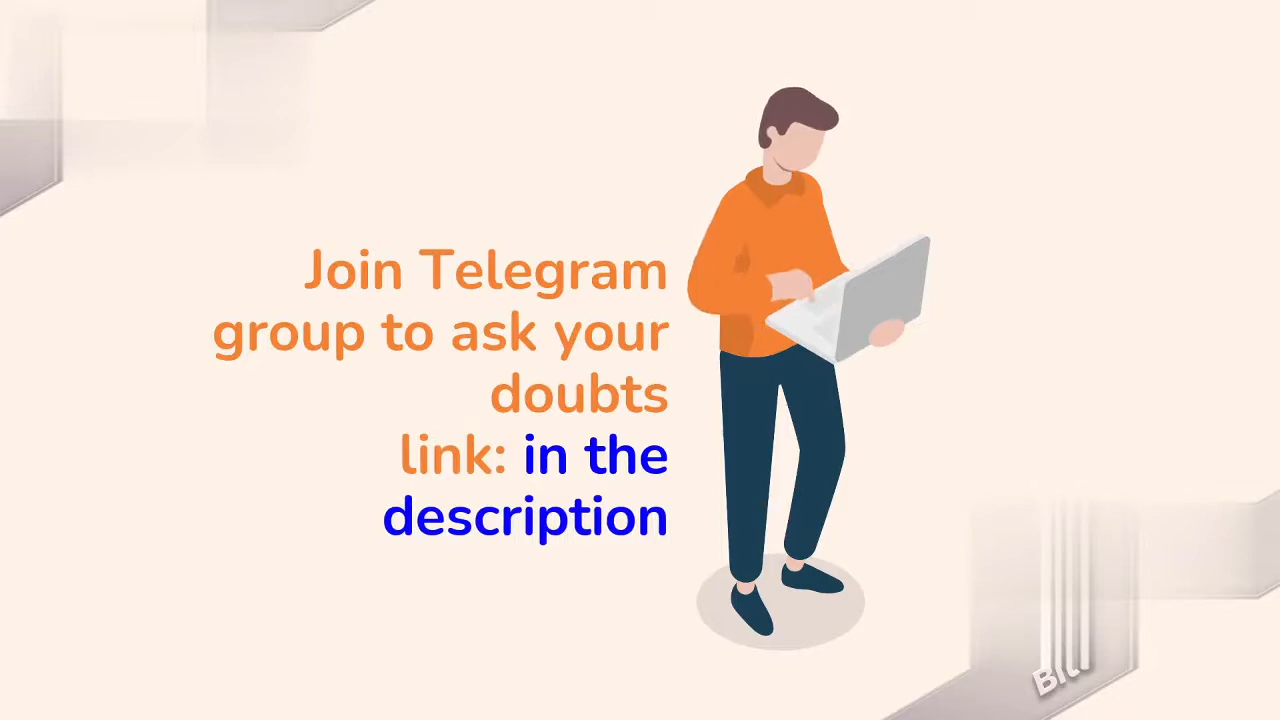 Join Telegram
group to ask your
doubts
link: in the
description